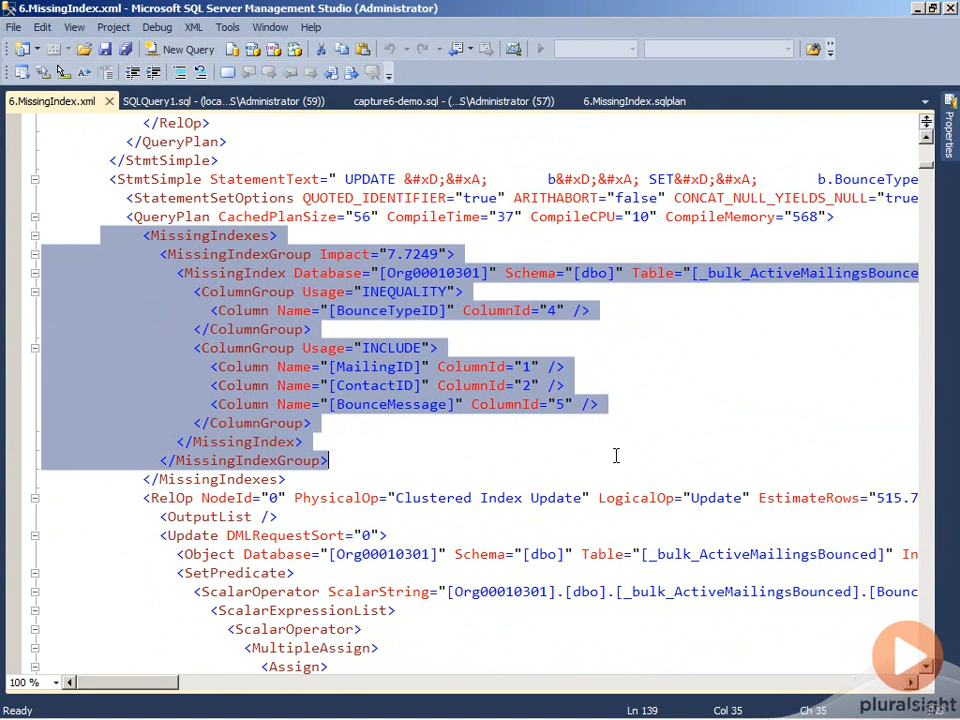 6.MissingIndex.xml - Microsoft SQL Server Management Studio (Administrator)
File Edit View Project Debug XML Tools Window Help
New Query
6.MissingIndex.xml SQLQuery1.sql - (loca...S\Administrator (59)) capture6-demo.sql - (...S\Administrator (57)) 6.MissingIndex.sqlplan
Properties
</RelOp>
</QueryPlan>
</StmtSimple>
<StmtSimple StatementText=" UPDATE &#xD;&#xA; b&#xD;&#xA; SET&#xD;&#xA; b.BounceType
<StatementSetOptions QUOTED_IDENTIFIER="true" ARITHABORT="false" CONCAT_NULL_YIELDS_NULL="true
<QueryPlan CachedPlanSize="56" CompileTime="37" CompileCPU="10" CompileMemory="568">
<MissingIndexes>
<MissingIndexGroup Impact="7.7249">
<MissingIndex Database="[Org00010301]" Schema="[dbo]" Table="[_bulk_ActiveMailingsBounce
<ColumnGroup Usage="INEQUALITY">
<Column Name="[BounceTypeID]" ColumnId="4" />
</ColumnGroup>
<ColumnGroup Usage="INCLUDE">
<Column Name="[MailingID]" ColumnId="1" />
<Column Name="[ContactID]" ColumnId="2" />
<Column Name="[BounceMessage]" ColumnId="5" />
</ColumnGroup>
</MissingIndex>
</MissingIndexGroup>
</MissingIndexes>
<RelOp NodeId="0" PhysicalOp="Clustered Index Update" LogicalOp="Update" EstimateRows="515.7
<OutputList />
<Update DMLRequestSort="0">
<Object Database="[Org00010301]" Schema="[dbo]" Table="[_bulk_ActiveMailingsBounced]" In
<SetPredicate>
<ScalarOperator ScalarString="[Org00010301].[dbo].[_bulk_ActiveMailingsBounced].[Bounc
<ScalarExpressionList>
<ScalarOperator>
<MultipleAssign>
<Assign>
100 %
pluralsight
Ready Ln 139 Col 35 Ch 35 INS